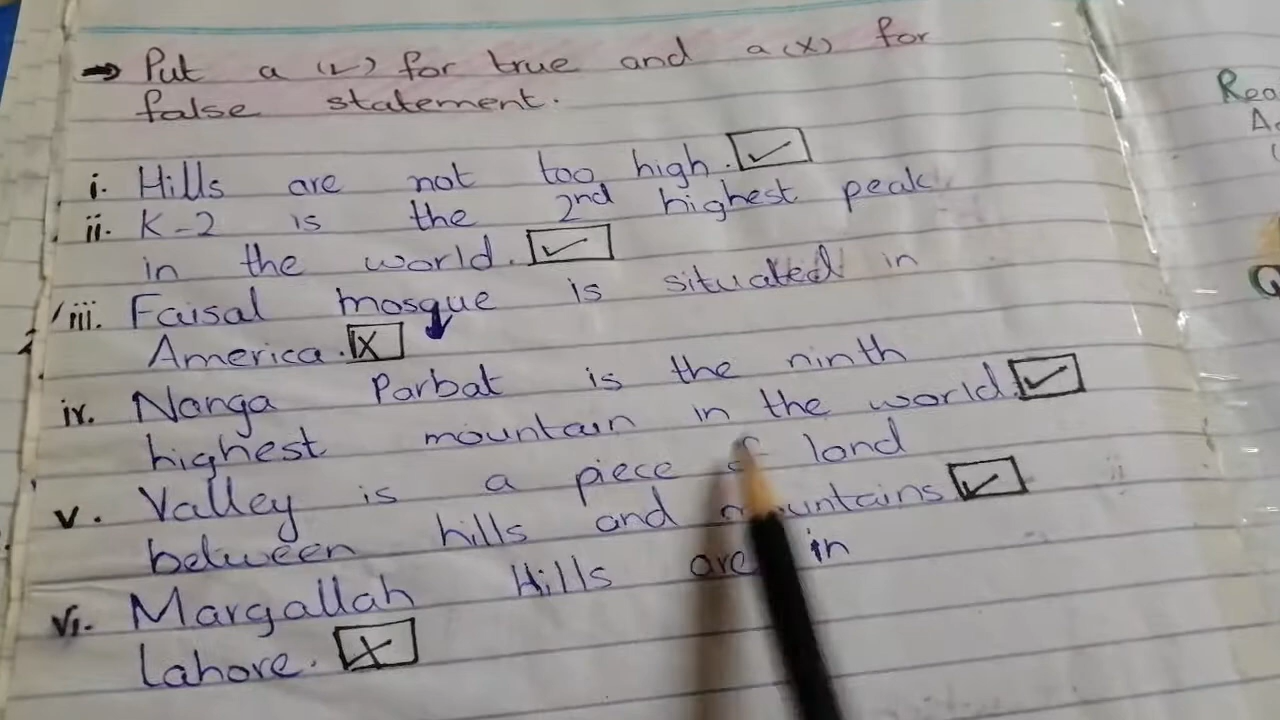 → Put a (✓) for true and a (x) for
false statement.
i. Hills are not too high. ✓
ii. K-2 is the 2nd highest peak
in the world. ✓
iii. Faisal mosque is situated in
America. X
iv. Nanga Parbat is the ninth
highest mountain in the world. ✓
v. Valley is a piece of land
between hills and mountains ✓
vi. Margallah Hills are in
Lahore. X
Rea